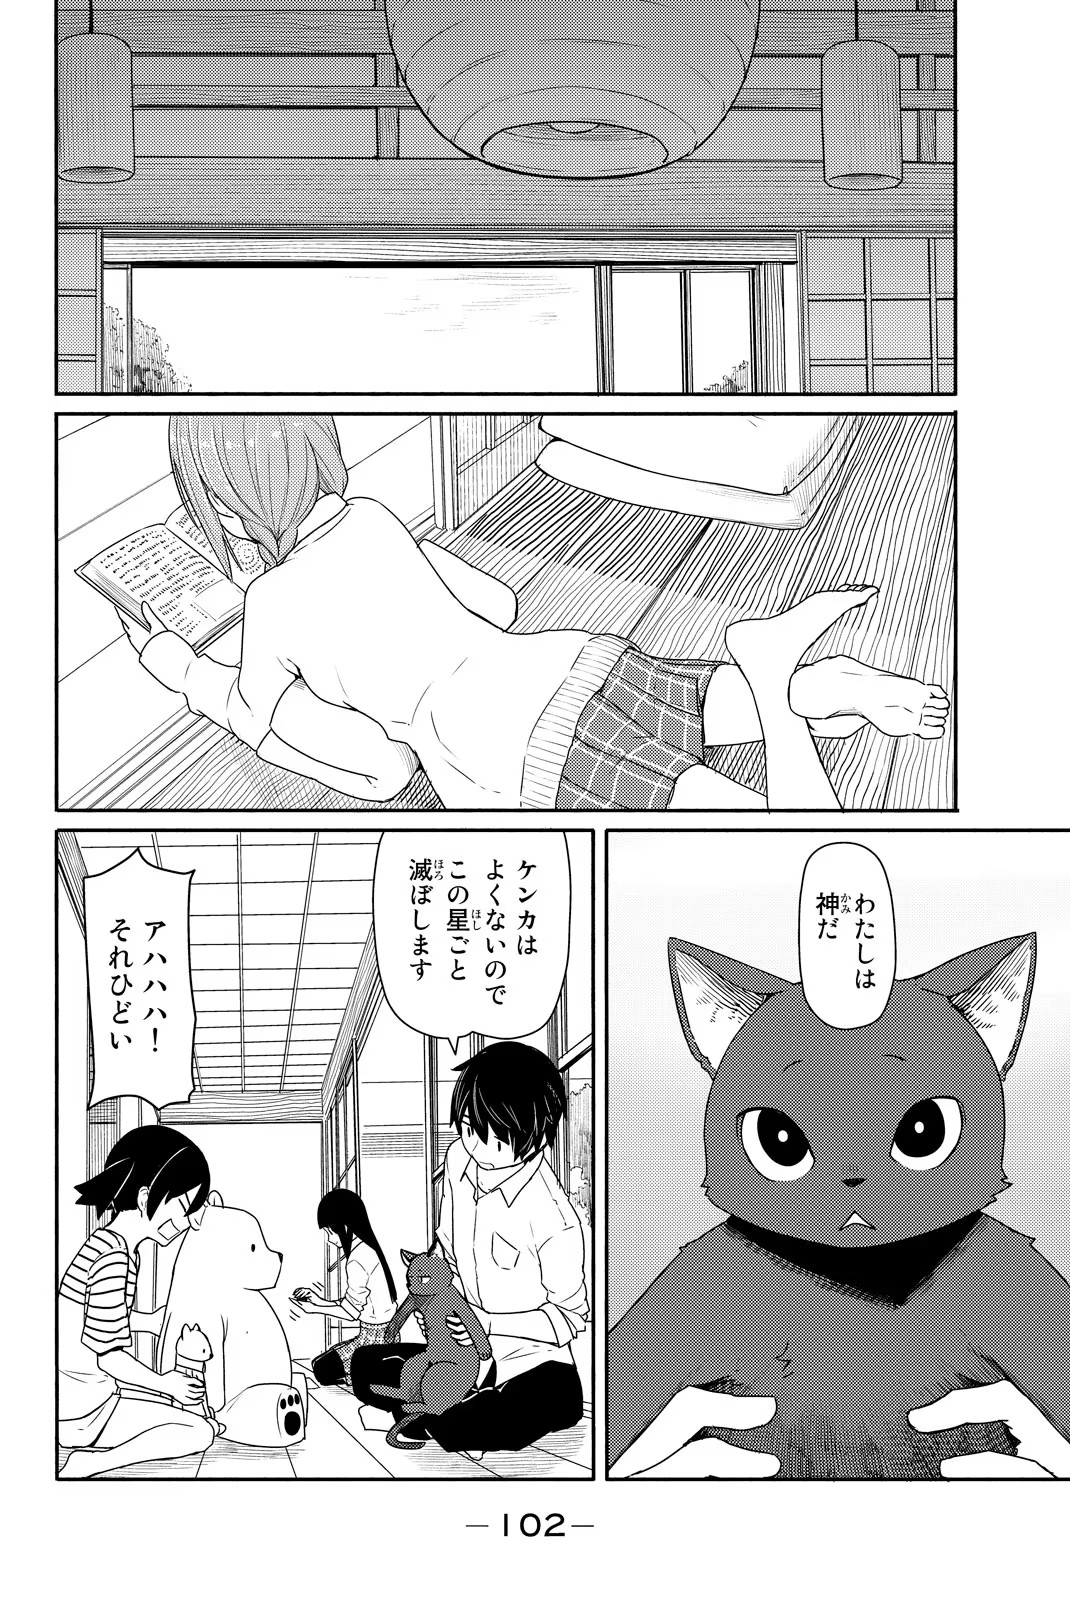 わたしは
神だ
ケンカは
よくないので
この星ごと
滅ぼします
アハハハ！
それひどい
—102—